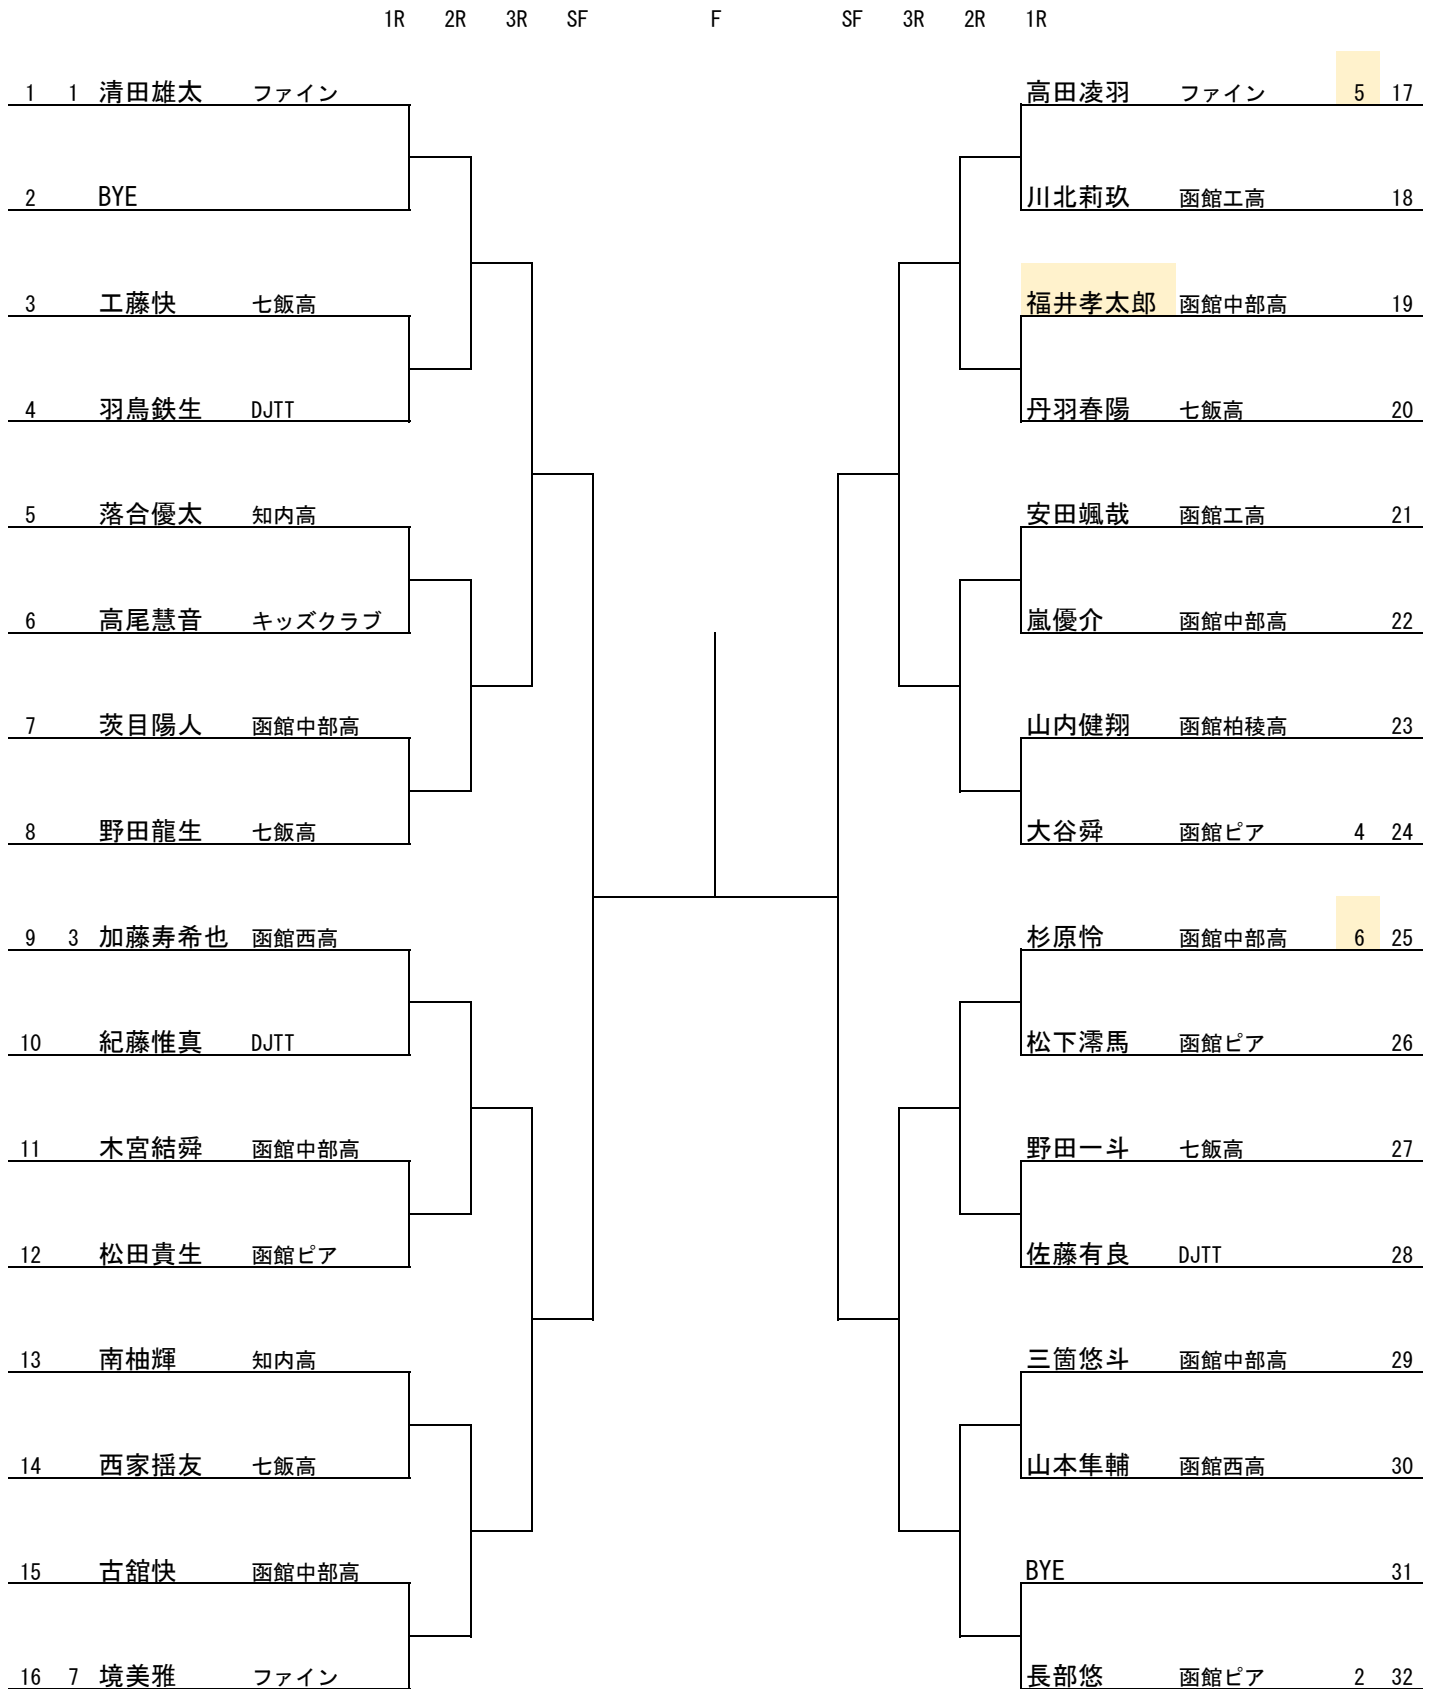 1R 2R 3R SF F SF 3R 2R 1R
1 1 清田雄太 ファイン 高田凌羽 ファイン 5 17
2 BYE 川北莉玖 函館工高 18
3 工藤快 七飯高 福井孝太郎 函館中部高 19
4 羽鳥鉄生 DJTT 丹羽春陽 七飯高 20
5 落合優太 知内高 安田颯哉 函館工高 21
6 高尾慧音 キッズクラブ 嵐優介 函館中部高 22
7 茨目陽人 函館中部高 山内健翔 函館柏稜高 23
8 野田龍生 七飯高 大谷舜 函館ピア 4 24
9 3 加藤寿希也 函館西高 杉原怜 函館中部高 6 25
10 紀藤惟真 DJTT 松下澪馬 函館ピア 26
11 木宮結舜 函館中部高 野田一斗 七飯高 27
12 松田貴生 函館ピア 佐藤有良 DJTT 28
13 南柚輝 知内高 三箇悠斗 函館中部高 29
14 西家揺友 七飯高 山本隼輔 函館西高 30
15 古舘快 函館中部高 BYE 31
16 7 境美雅 ファイン 長部悠 函館ピア 2 32